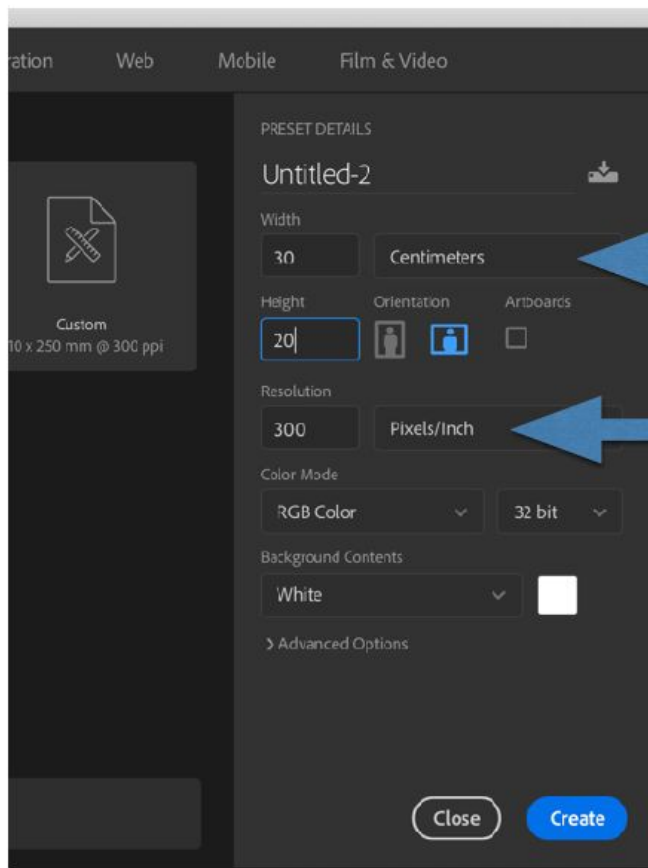 Web Mobile Film & Video
PRESET DETAILS
Untitled-2
Width
30 Centimeters
Height Orientation Artboards
20
Custom
10 x 250 mm @ 300 ppi
Resolution
300 Pixels/Inch
Color Mode
RGB Color 32 bit
Background Contents
White
Advanced Options
Close Create